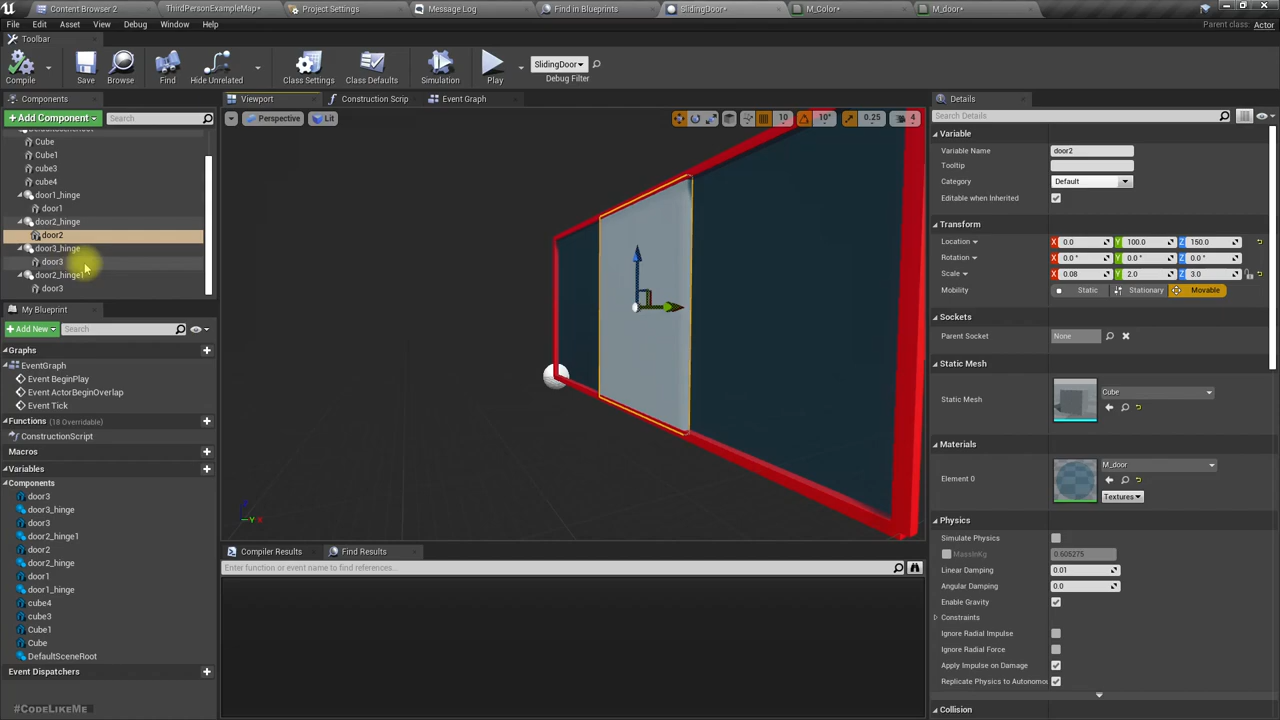 Content Browser 2
ThirdPersonExampleMap*
Project Settings
Message Log
Find in Blueprints
SlidingDoor*
M_Color*
M_door*
File Edit Asset View Debug Window Help
Parent class: Actor
Toolbar
Compile
Save
Browse
Find
Hide Unrelated
Class Settings
Class Defaults
Simulation
Play
SlidingDoor
Debug Filter
Components
+Add Component
Search
Cube
Cube1
cube3
cube4
door1_hinge
door1
door2_hinge
door2
door3_hinge
door3
door2_hinge1
door3
My Blueprint
+Add New
Search
Graphs
EventGraph
Event BeginPlay
Event ActorBeginOverlap
Event Tick
Functions (18 Overridable)
ConstructionScript
Macros
Variables
Components
door3
door3_hinge
door3
door2_hinge1
door2
door2_hinge
door1
door1_hinge
cube4
cube3
Cube1
Cube
DefaultSceneRoot
Event Dispatchers
#CodeLikeMe
Viewport
Construction Scrip
Event Graph
Perspective
Lit
10
10°
0.25
4
Z
Y
X
Compiler Results
Find Results
Enter function or event name to find references...
Details
Search Details
Variable
Variable Name door2
Tooltip
Category Default
Editable when Inherited
Transform
Location X 0.0 Y 100.0 Z 150.0
Rotation X 0.0 ° Y 0.0 ° Z 0.0 °
Scale X 0.08 Y 2.0 Z 3.0
Mobility Static Stationary Movable
Sockets
Parent Socket None
Static Mesh
Static Mesh Cube
Materials
Element 0 M_door
Textures
Physics
Simulate Physics
MassInKg 0.605275
Linear Damping 0.01
Angular Damping 0.0
Enable Gravity
Constraints
Ignore Radial Impulse
Ignore Radial Force
Apply Impulse on Damage
Replicate Physics to Autonomou
Collision